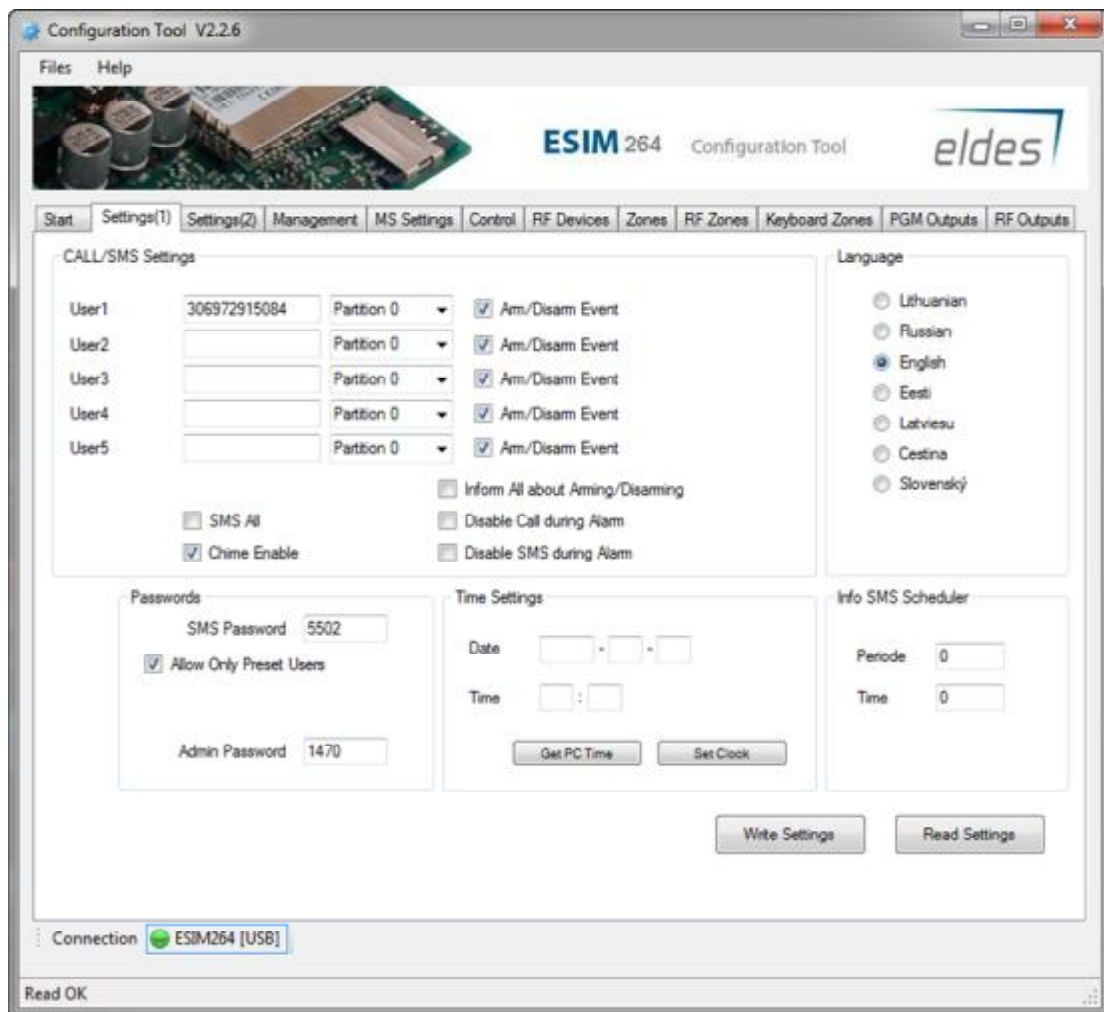 Configuration Tool V2.2.6
Files Help
ESIM 264 Configuration Tool eldes
Start Settings(1) Settings(2) Management MS Settings Control RF Devices Zones RF Zones Keyboard Zones PGM Outputs RF Outputs
CALL/SMS Settings
User1 306972915084 Partition 0 Arm/Disarm Event
User2 Partition 0 Arm/Disarm Event
User3 Partition 0 Arm/Disarm Event
User4 Partition 0 Arm/Disarm Event
User5 Partition 0 Arm/Disarm Event
Inform All about Arming/Disarming
SMS All Disable Call during Alarm
Chime Enable Disable SMS during Alarm
Language
Lithuanian
Russian
English
Eesti
Latviesu
Cestina
Slovenský
Passwords
SMS Password 5502
Allow Only Preset Users
Admin Password 1470
Time Settings
Date - -
Time :
Get PC Time Set Clock
Info SMS Scheduler
Periode 0
Time 0
Write Settings Read Settings
Connection ESIM264 [USB]
Read OK